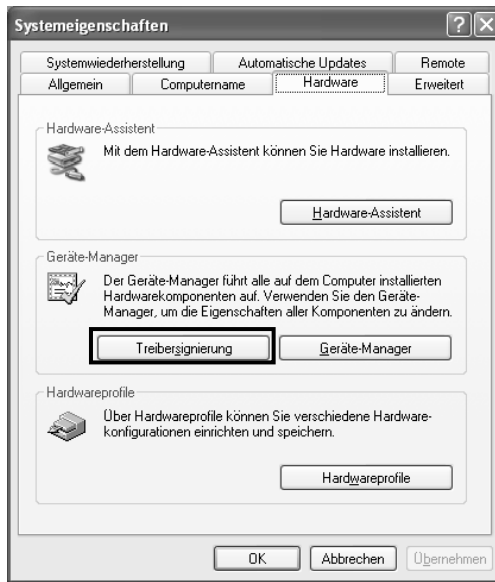 Systemeigenschaften
Systemwiederherstellung Automatische Updates Remote
Allgemein Computername Hardware Erweitert
Hardware-Assistent
Mit dem Hardware-Assistent können Sie Hardware installieren.
Hardware-Assistent
Geräte-Manager
Der Geräte-Manager führt alle auf dem Computer installierten
Hardwarekomponenten auf. Verwenden Sie den Geräte-
Manager, um die Eigenschaften aller Komponenten zu ändern.
Treibersignierung Geräte-Manager
Hardwareprofile
Über Hardwareprofile können Sie verschiedene Hardware-
konfigurationen einrichten und speichern.
Hardwareprofile
OK Abbrechen Übernehmen